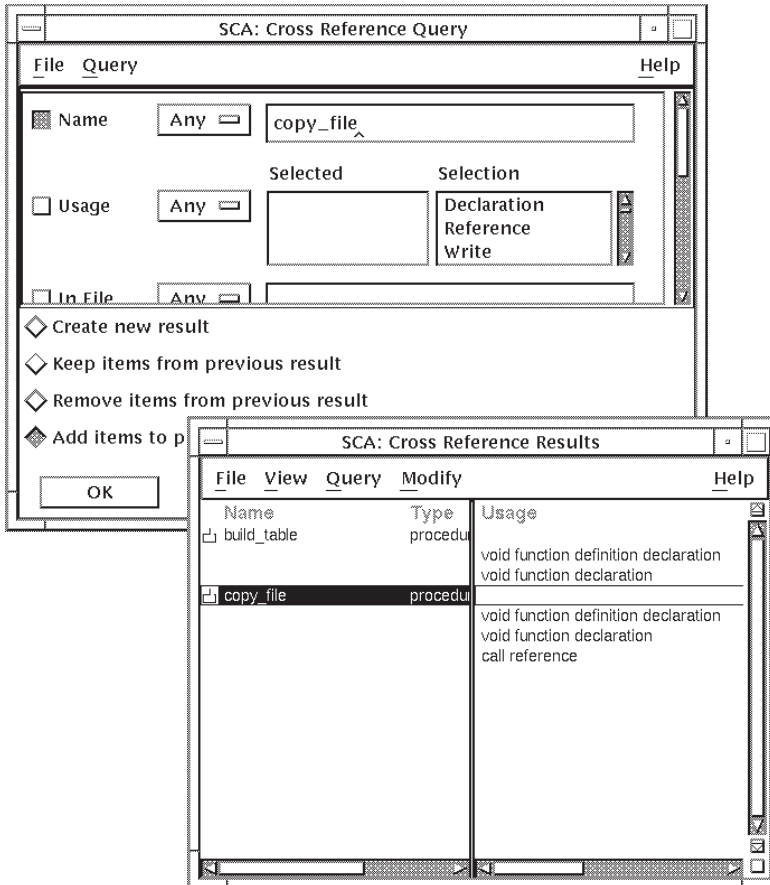 SCA: Cross Reference Query
File Query Help
Name Any copy_file
Selected Selection
Usage Any Declaration
Reference
Write
In File Any
Create new result
Keep items from previous result
Remove items from previous result
Add items to p
OK
SCA: Cross Reference Results
File View Query Modify Help
Name Type Usage
build_table procedu
void function definition declaration
void function declaration
copy_file procedu
void function definition declaration
void function declaration
call reference